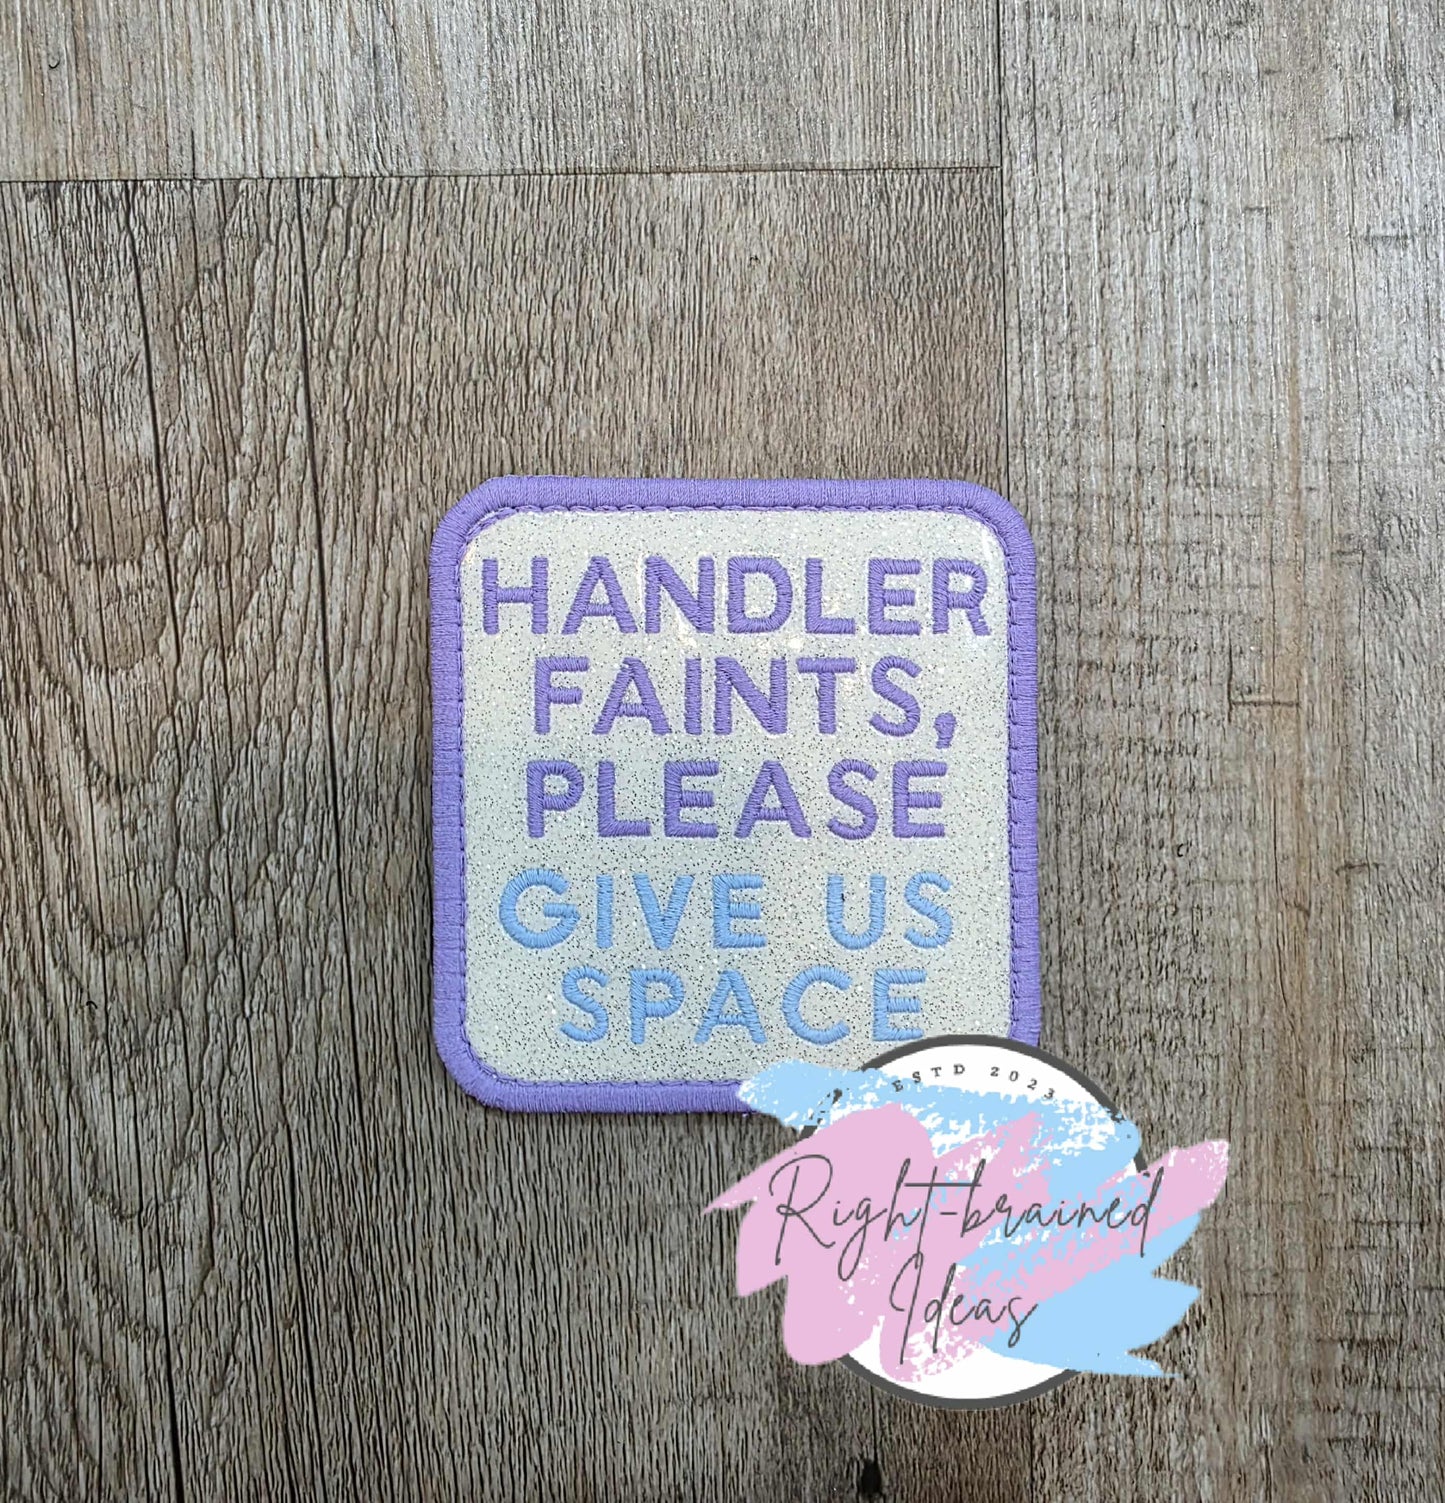 HANDLER
FAINTS,
PLEASE
GIVE US
SPACE
ESTD 2023
Right-brained
Ideas